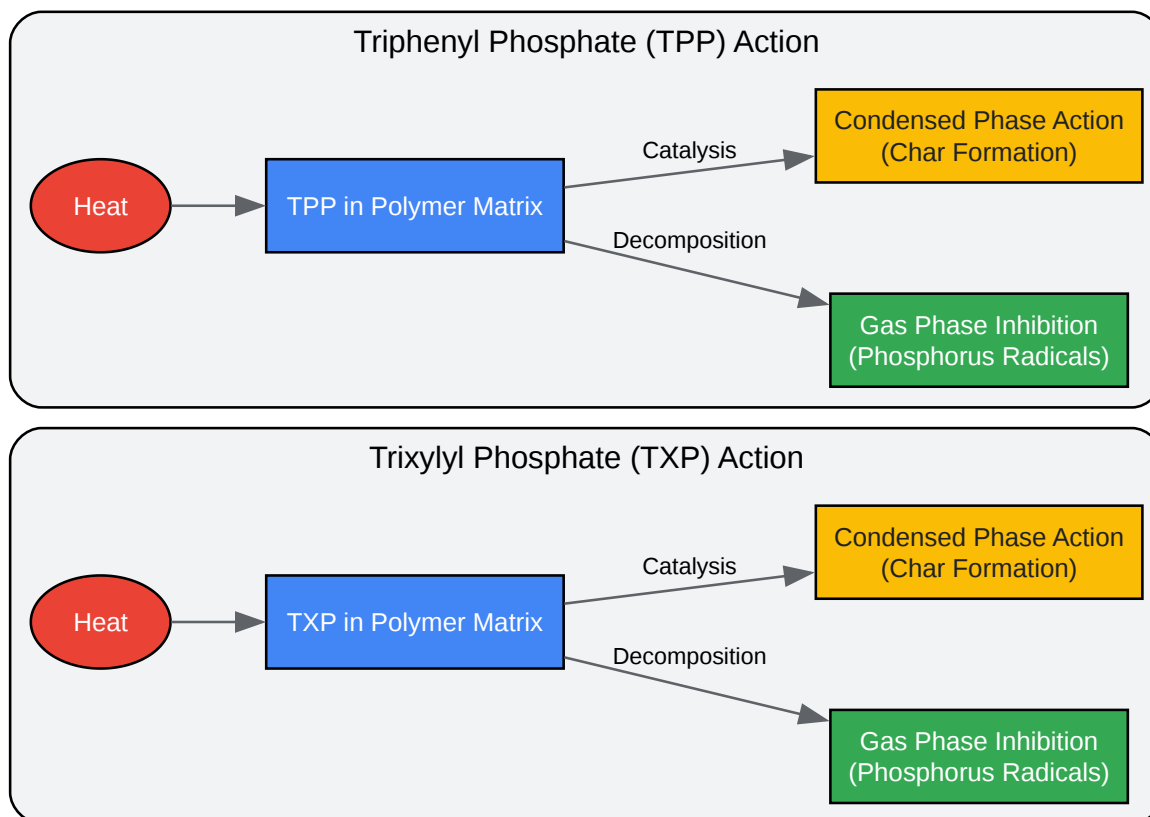 Triphenyl Phosphate (TPP) Action
Heat
TPP in Polymer Matrix
Catalysis
Decomposition
Condensed Phase Action
(Char Formation)
Gas Phase Inhibition
(Phosphorus Radicals)
Trixylyl Phosphate (TXP) Action
Heat
TXP in Polymer Matrix
Catalysis
Decomposition
Condensed Phase Action
(Char Formation)
Gas Phase Inhibition
(Phosphorus Radicals)